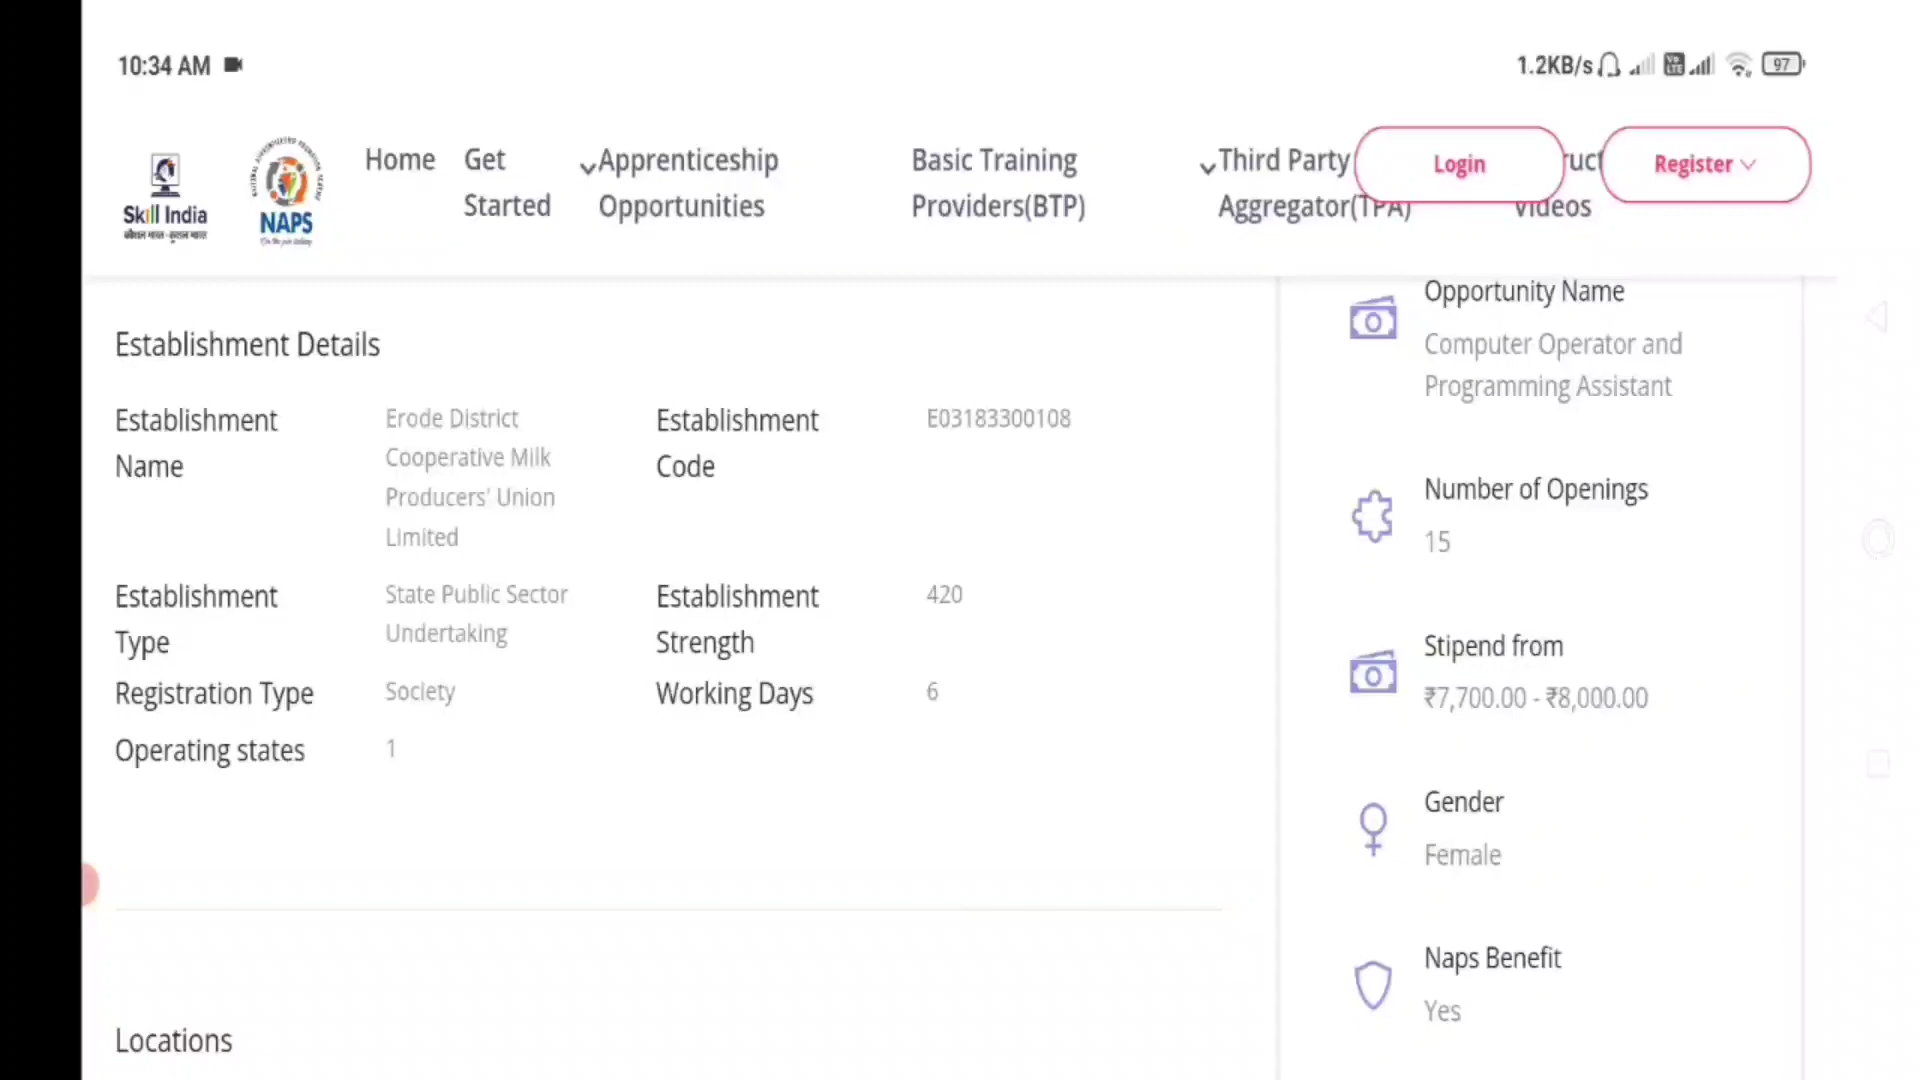 10:34 AM
1.2KB/s
97
Skill India
कौशल भारत - कुशल भारत
NAPS
Home
Get
Started
Apprenticeship
Opportunities
Basic Training
Providers(BTP)
Third Party
Aggregator(TPA)
Videos
Login
Register
Establishment Details
Establishment
Name
Erode District
Cooperative Milk
Producers' Union
Limited
Establishment
Code
E03183300108
Establishment
Type
State Public Sector
Undertaking
Establishment
Strength
420
Registration Type
Society
Working Days
6
Operating states
1
Locations
Opportunity Name
Computer Operator and
Programming Assistant
Number of Openings
15
Stipend from
₹7,700.00 - ₹8,000.00
Gender
Female
Naps Benefit
Yes